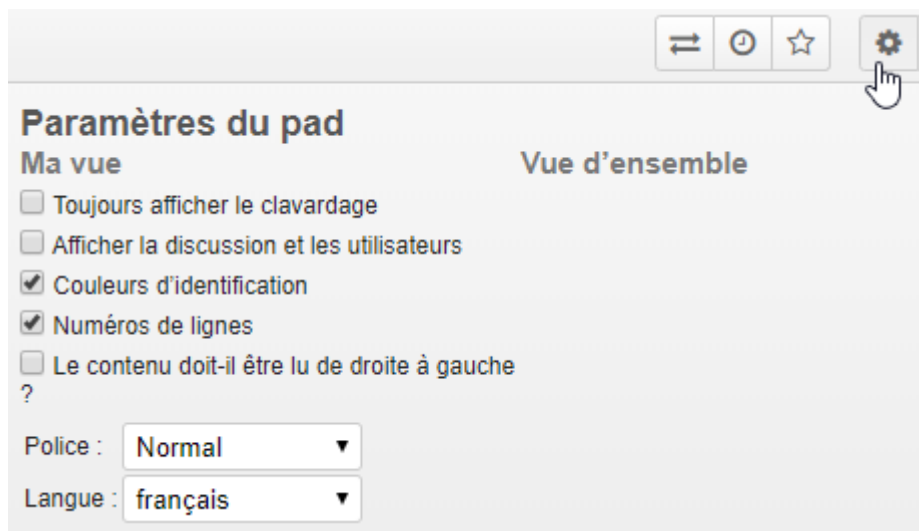 Paramètres du pad
Ma vue
Vue d’ensemble
Toujours afficher le clavardage
Afficher la discussion et les utilisateurs
Couleurs d’identification
Numéros de lignes
Le contenu doit-il être lu de droite à gauche
?
Police : Normal
Langue : français